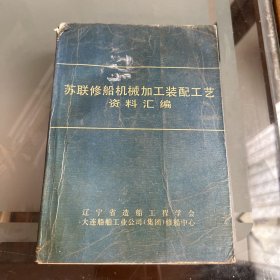 苏联修船机械加工装配工艺
资料汇编
辽宁省造船工程学会
大连船舶工业公司(集团)修船中心